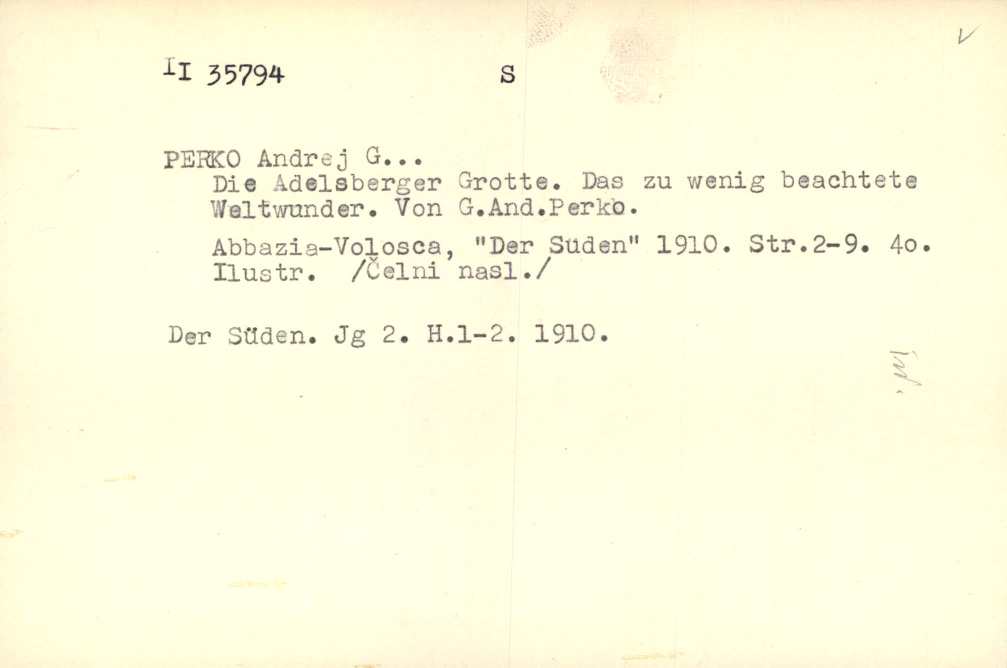 II 35794 S
PERKO Andrej G...
Die Adelsberger Grotte. Das zu wenig beachtete
Weltwunder. Von G.And.Perko.
Abbazia-Volosca, "Der Süden" 1910. Str.2-9. 4o.
Ilustr. /Čelni nasl./
Der Süden. Jg 2. H.1-2. 1910.